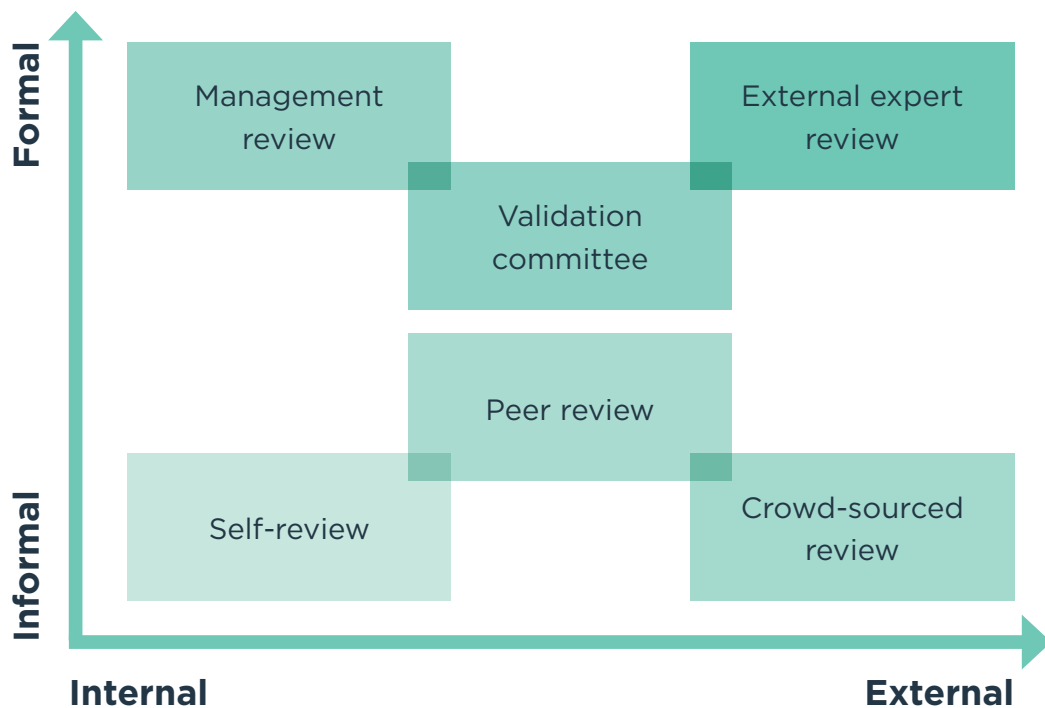 Formal
Management
review
External expert
review
Validation
committee
Peer review
Informal
Self-review
Crowd-sourced
review
Internal
External